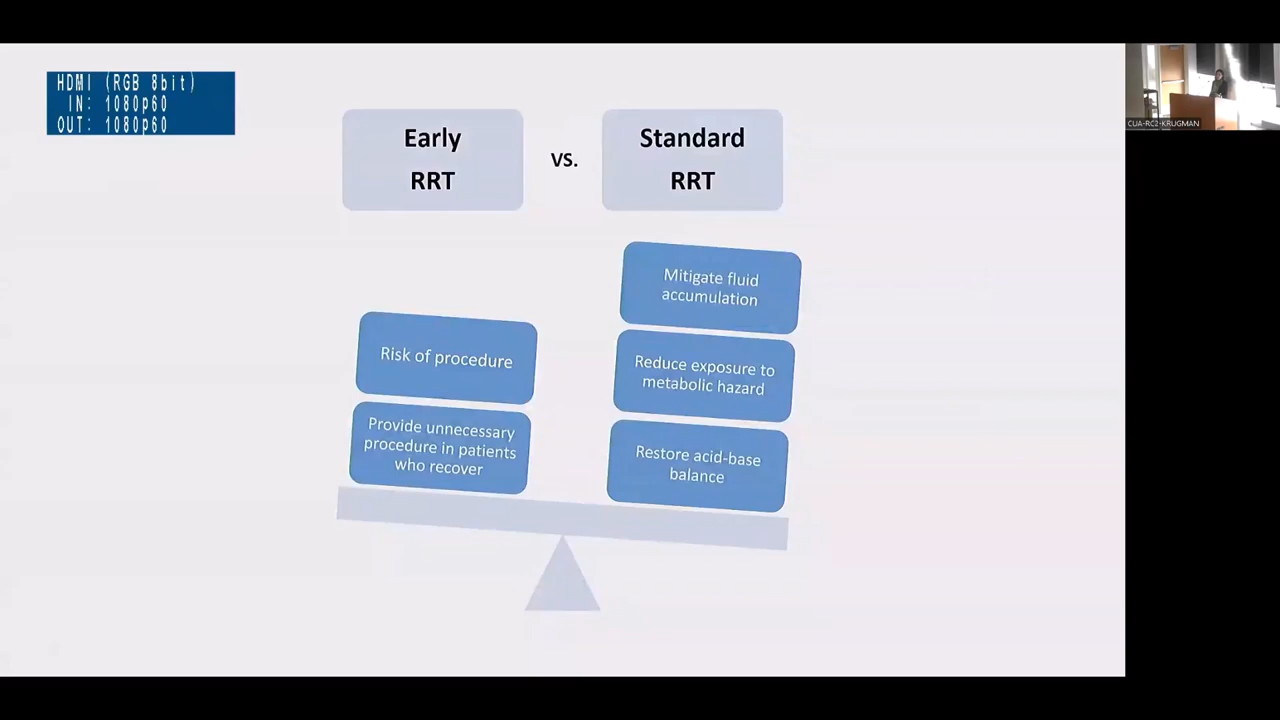 HDMI (RGB 8bit)
IN: 1080p60
OUT: 1080p60
Early
RRT
vs.
Standard
RRT
Risk of procedure
Provide unnecessary
procedure in patients
who recover
Mitigate fluid
accumulation
Reduce exposure to
metabolic hazard
Restore acid-base
balance
CUA-RC2-KRUGMAN